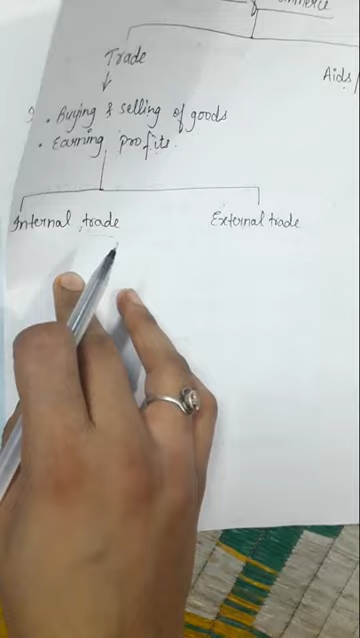 Trade
Aids
• Buying & selling of goods
• Earning profits.
Internal trade
External trade